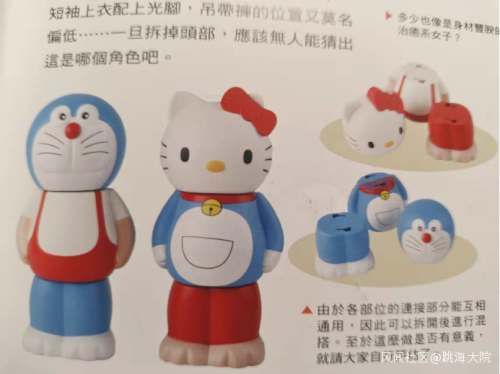 短袖上衣配上光腳，吊帶褲的位置又莫名
偏低……一旦拆掉頭部，應該無人能猜出
這是哪個角色吧。
多少也像是身材豐腴的
治癒系女子？
由於各部位的連接部分能互相
通用，因此可以拆開後進行混
搭。至於這麼做是否有意義，
就請大家自
@跳海大院